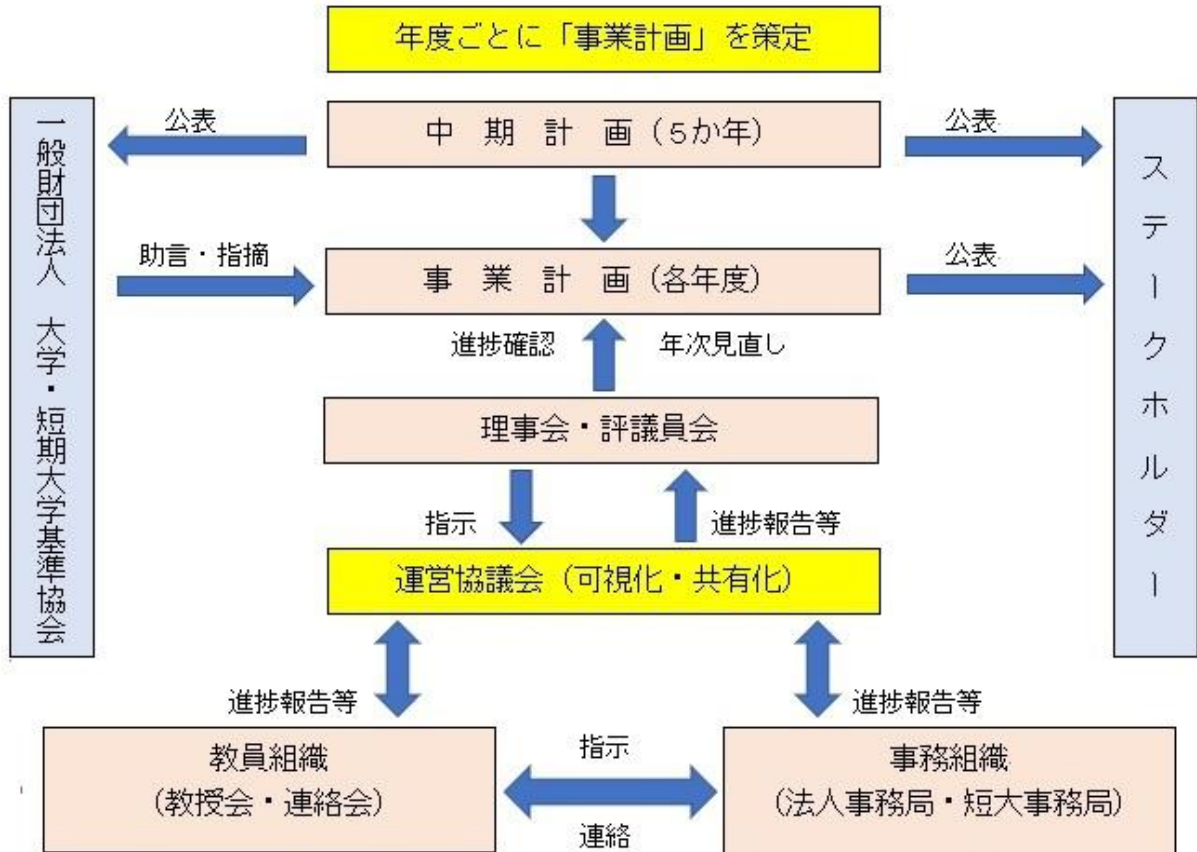 年度ごとに「事業計画」を策定
一般財団法人 大学・短期大学基準協会
公表
中期計画（5か年）
公表
ステークホルダー
助言・指摘
事業計画（各年度）
公表
進捗確認 年次見直し
理事会・評議員会
指示 進捗報告等
運営協議会（可視化・共有化）
進捗報告等 進捗報告等
教員組織
（教授会・連絡会）
指示
連絡
事務組織
（法人事務局・短大事務局）